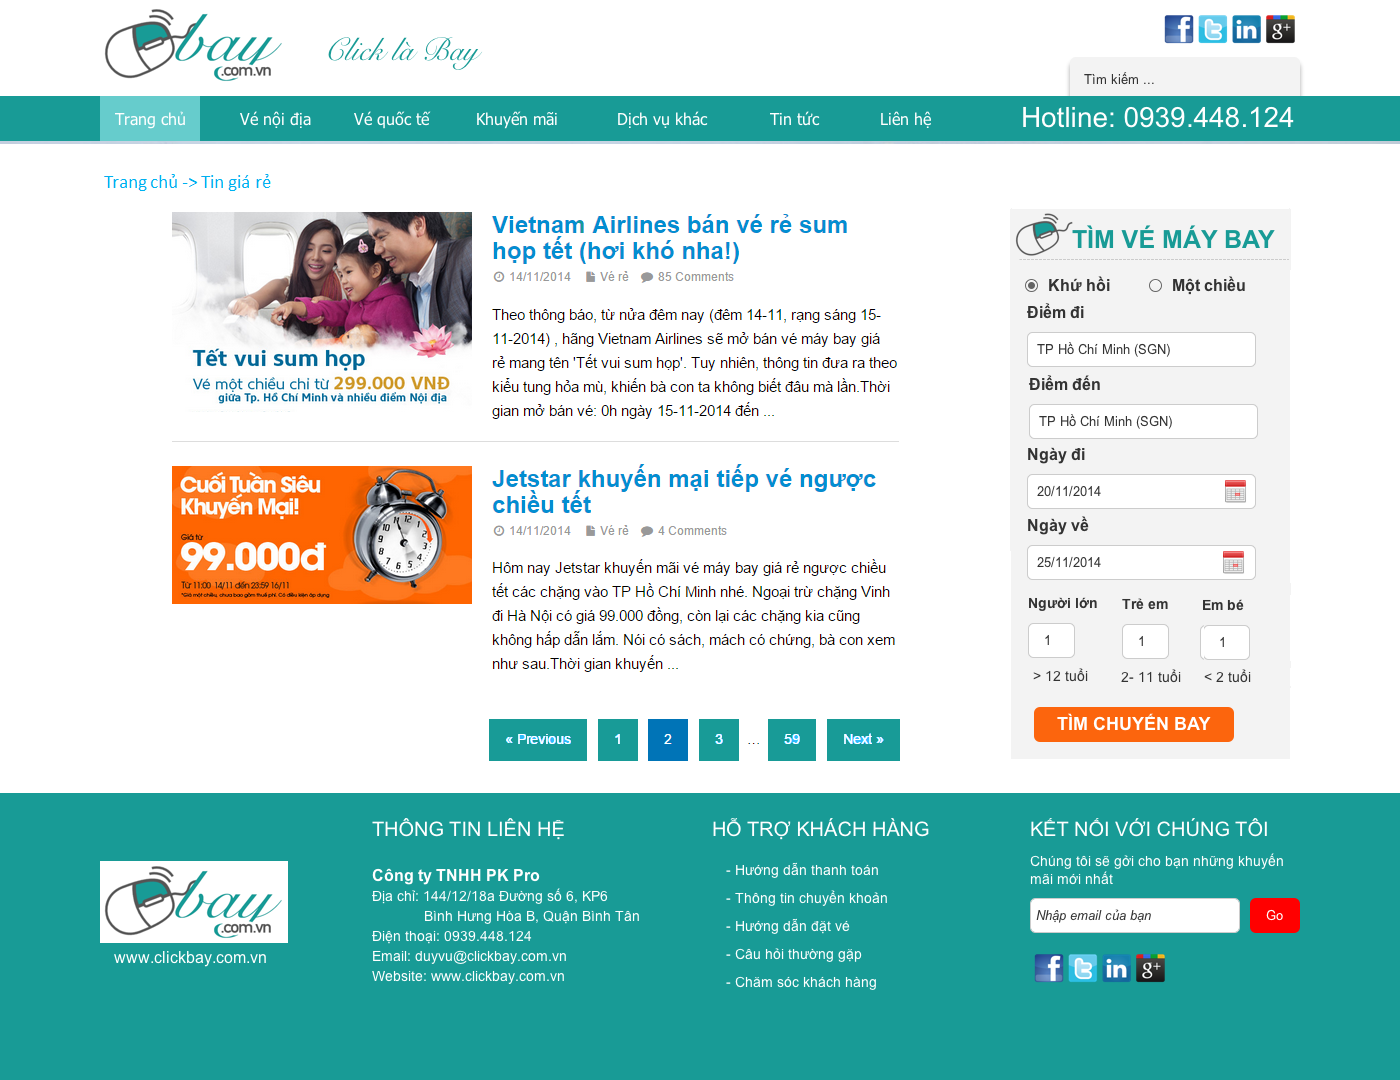 bay
.com.vn
Click là Bay
Tìm kiếm ...
Trang chủ
Vé nội địa
Vé quốc tế
Khuyến mãi
Dịch vụ khác
Tin tức
Liên hệ
Hotline: 0939.448.124
Trang chủ -> Tin giá rẻ
Tết vui sum họp
Vé một chiều chỉ từ 299.000 VNĐ
giữa Tp. Hồ Chí Minh và nhiều điểm Nội địa
Vietnam Airlines bán vé rẻ sum
họp tết (hơi khó nha!)
14/11/2014 Vé rẻ 85 Comments
Theo thông báo, từ nửa đêm nay (đêm 14-11, rạng sáng 15-
11-2014) , hãng Vietnam Airlines sẽ mở bán vé máy bay giá
rẻ mang tên 'Tết vui sum họp'. Tuy nhiên, thông tin đưa ra theo
kiểu tung hỏa mù, khiến bà con ta không biết đâu mà lần.Thời
gian mở bán vé: 0h ngày 15-11-2014 đến ...
Cuối Tuần Siêu
Khuyến Mại!
Giá từ
99.000đ
Từ 11:00 14/11 đến 23:59 16/11
*Giá một chiều, chưa bao gồm thuế phí. Có điều kiện áp dụng
Jetstar khuyến mại tiếp vé ngược
chiều tết
14/11/2014 Vé rẻ 4 Comments
Hôm nay Jetstar khuyến mãi vé máy bay giá rẻ ngược chiều
tết các chặng vào TP Hồ Chí Minh nhé. Ngoại trừ chặng Vinh
đi Hà Nội có giá 99.000 đồng, còn lại các chặng kia cũng
không hấp dẫn lắm. Nói có sách, mách có chứng, bà con xem
như sau.Thời gian khuyến ...
« Previous 1 2 3 ... 59 Next »
TÌM VÉ MÁY BAY
Khứ hồi Một chiều
Điểm đi
TP Hồ Chí Minh (SGN)
Điểm đến
TP Hồ Chí Minh (SGN)
Ngày đi
20/11/2014
Ngày về
25/11/2014
Người lớn Trẻ em Em bé
1 1 1
> 12 tuổi 2- 11 tuổi < 2 tuổi
TÌM CHUYẾN BAY
bay
.com.vn
www.clickbay.com.vn
THÔNG TIN LIÊN HỆ
Công ty TNHH PK Pro
Địa chỉ: 144/12/18a Đường số 6, KP6
Bình Hưng Hòa B, Quận Bình Tân
Điện thoại: 0939.448.124
Email: duyvu@clickbay.com.vn
Website: www.clickbay.com.vn
HỖ TRỢ KHÁCH HÀNG
- Hướng dẫn thanh toán
- Thông tin chuyển khoản
- Hướng dẫn đặt vé
- Câu hỏi thường gặp
- Chăm sóc khách hàng
KẾT NỐI VỚI CHÚNG TÔI
Chúng tôi sẽ gởi cho bạn những khuyến
mãi mới nhất
Nhập email của bạn
Go